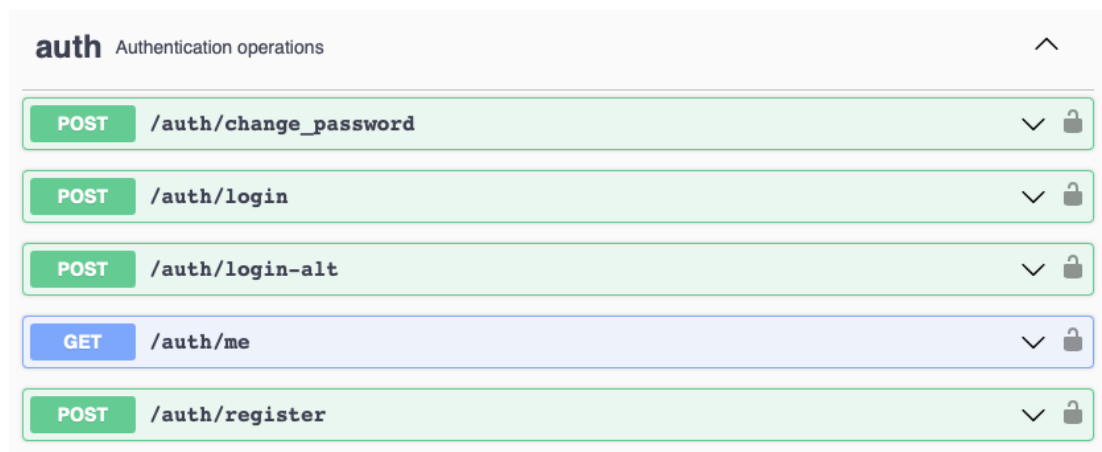 auth Authentication operations
POST /auth/change_password
POST /auth/login
POST /auth/login-alt
GET /auth/me
POST /auth/register